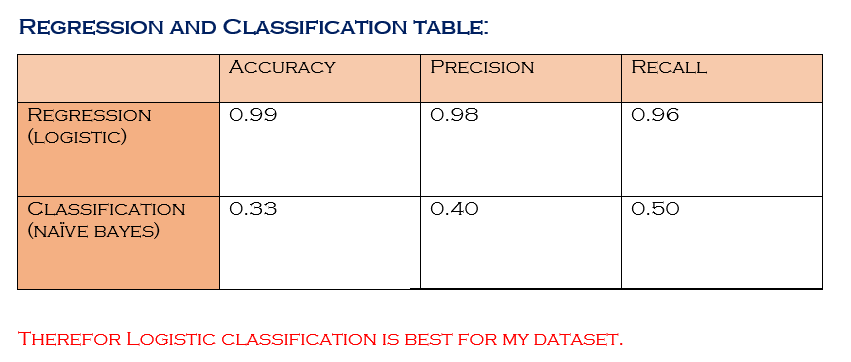 Regression and Classification table:
Accuracy Precision Recall
Regression
(logistic)
0.99 0.98 0.96
Classification
(naïve bayes)
0.33 0.40 0.50
Therefor Logistic classification is best for my dataset.